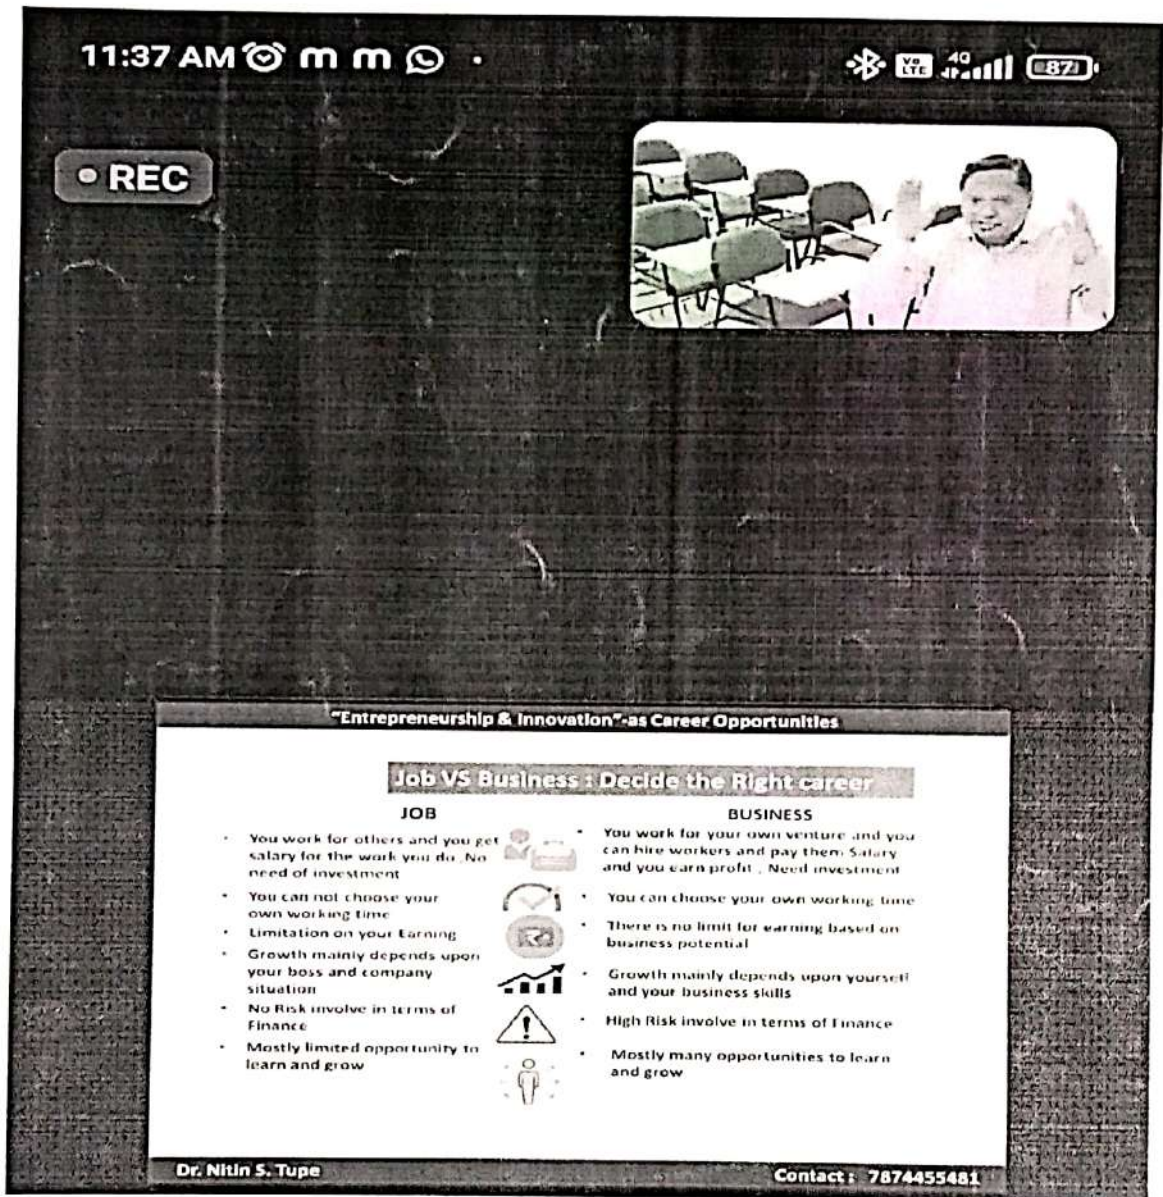 11:37 AM m m
Vo LTE 4G 87
REC
"Entrepreneurship & Innovation"-as Career Opportunities
Job VS Business : Decide the Right career
JOB
• You work for others and you get
salary for the work you do . No
need of investment
• You can not choose your
own working time
• Limitation on your Earning
• Growth mainly depends upon
your boss and company
situation
• No Risk involve in terms of
Finance
• Mostly limited opportunity to
learn and grow
BUSINESS
• You work for your own venture and you
can hire workers and pay them Salary
and you earn profit , Need investment
• You can choose your own working time
• There is no limit for earning based on
business potential
• Growth mainly depends upon yourself
and your business skills
• High Risk involve in terms of Finance
• Mostly many opportunities to learn
and grow
Dr. Nitin S. Tupe
Contact : 7874455481